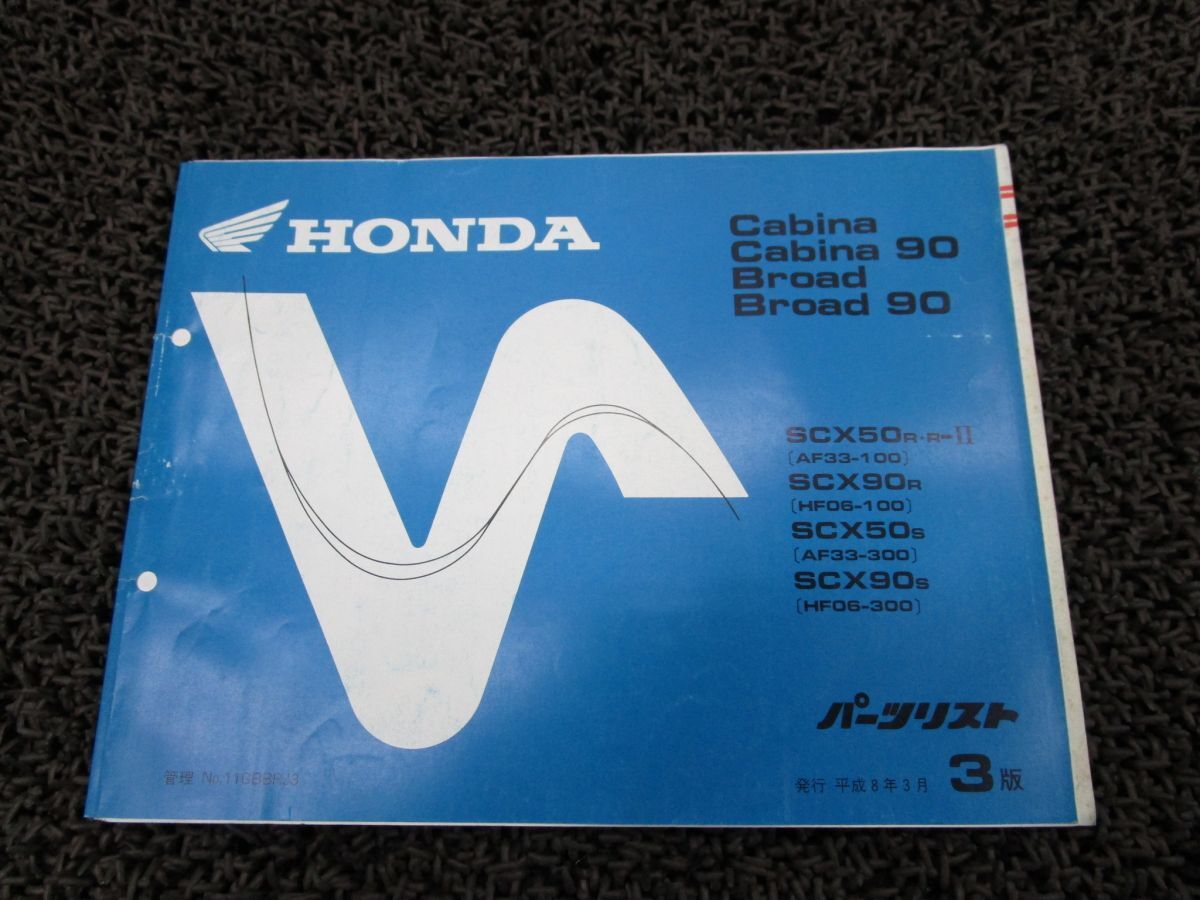 HONDA
Cabina
Cabina 90
Broad
Broad 90
SCX50R·R-II
〔AF33-100〕
SCX90R
〔HF06-100〕
SCX50S
〔AF33-300〕
SCX90S
〔HF06-300〕
パーツリスト
管理 No.11GBBRJ3
発行 平成8年3月 3版